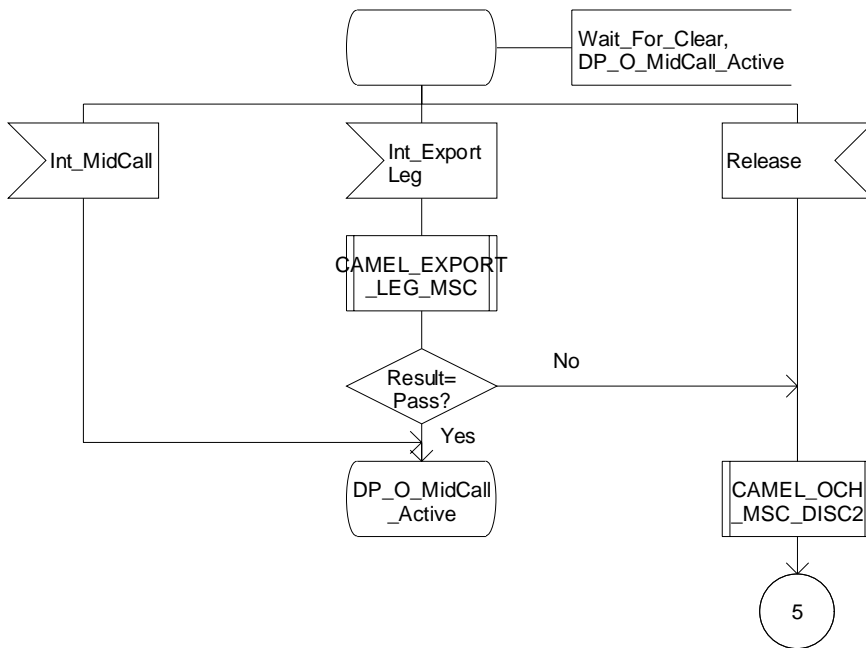 Wait_For_Clear,
DP_O_MidCall_Active
Int_MidCall
Int_Export
Leg
Release
CAMEL_EXPORT
_LEG_MSC
Result=
Pass?
No
Yes
DP_O_MidCall
_Active
CAMEL_OCH
_MSC_DISC2
5